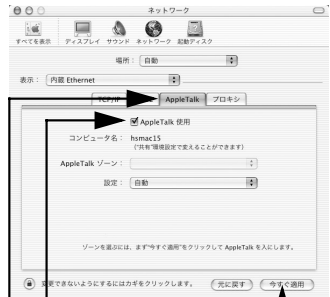 ネットワーク
すべてを表示 ディスプレイ サウンド ネットワーク 起動ディスク
場所： 自動
表示： 内蔵 Ethernet
TCP/IP AppleTalk プロキシ
AppleTalk 使用
コンピュータ名： hsmac15
("共有"環境設定で変えることができます)
AppleTalk ゾーン：
設定： 自動
ゾーンを選ぶには、まず"今すぐ適用"をクリックして AppleTalk を入にします。
変更できないようにするにはカギをクリックします。 元に戻す 今すぐ適用